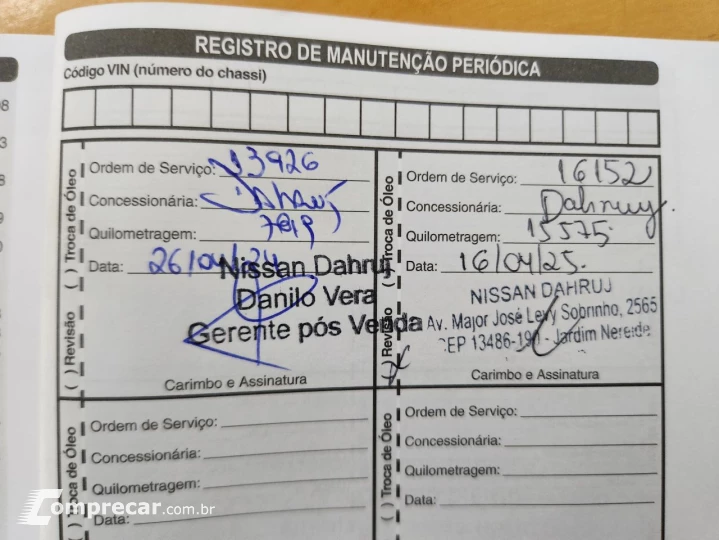 REGISTRO DE MANUTENÇÃO PERIÓDICA
Código VIN (número do chassi)
( ) Revisão ( ) Troca de Óleo
Ordem de Serviço: 13926
Concessionária: Dahruj
Quilometragem:
Data: 26/04/24
Nissan Dahruj
Danilo Vera
Gerente pós Venda
Carimbo e Assinatura
Revisão ( ) Troca de Óleo
Ordem de Serviço: 16152
Concessionária: Dahruj.
Quilometragem: 15575
Data: 16/04/25.
NISSAN DAHRUJ
Av. Major José Levy Sobrinho, 2565
CEP 13486-190 - Jardim Nereide
Carimbo e Assinatura
( ) Troca de Óleo
Ordem de Serviço:
Concessionária:
Quilometragem:
Data:
( ) Troca de Óleo
Ordem de Serviço:
Concessionária:
Quilometragem:
Data:
Comprecar.com.br